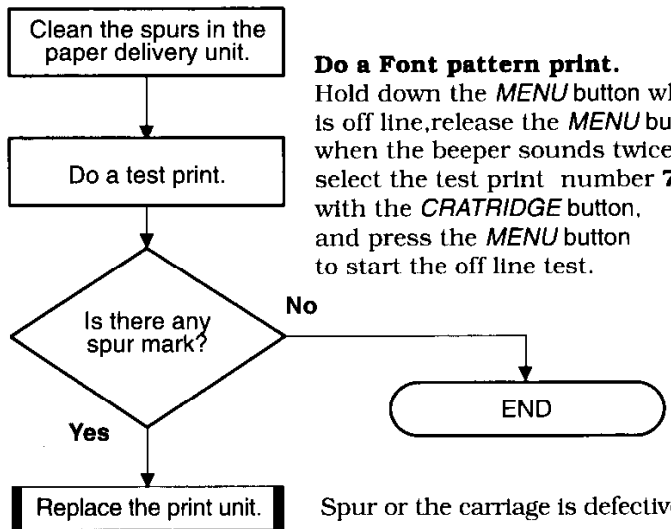 Clean the spurs in the
paper delivery unit.
Do a Font pattern print.
Hold down the MENU button
is off line,release the MENU
when the beeper sounds twice
select the test print number 7
with the CRATRIDGE button,
and press the MENU button
to start the off line test.
Do a test print.
Is there any
spur mark?
No
END
Yes
Replace the print unit.
Spur or the carriage is defective